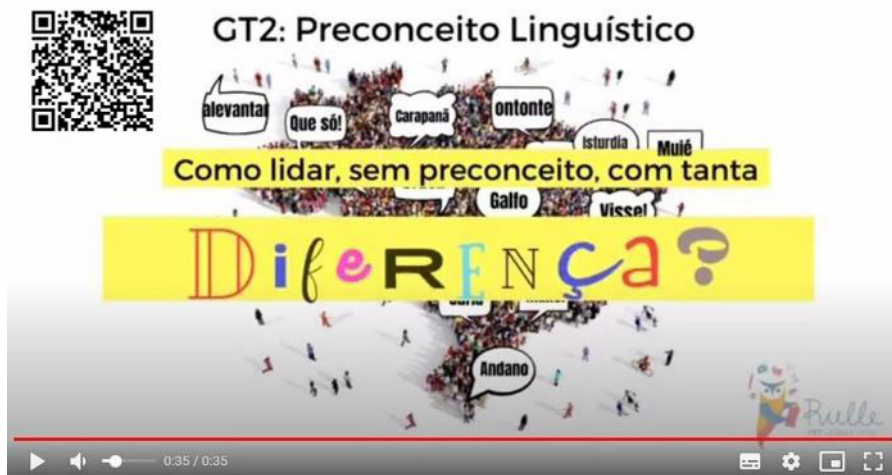 GT2: Preconceito Linguístico
alevantar
Que só!
Carapanã
ontonte
Isturdia
Muié
Como lidar, sem preconceito, com tanta
Galfo
Vissel
DifeRENÇa?
Andano
Rulle
0:35 / 0:35